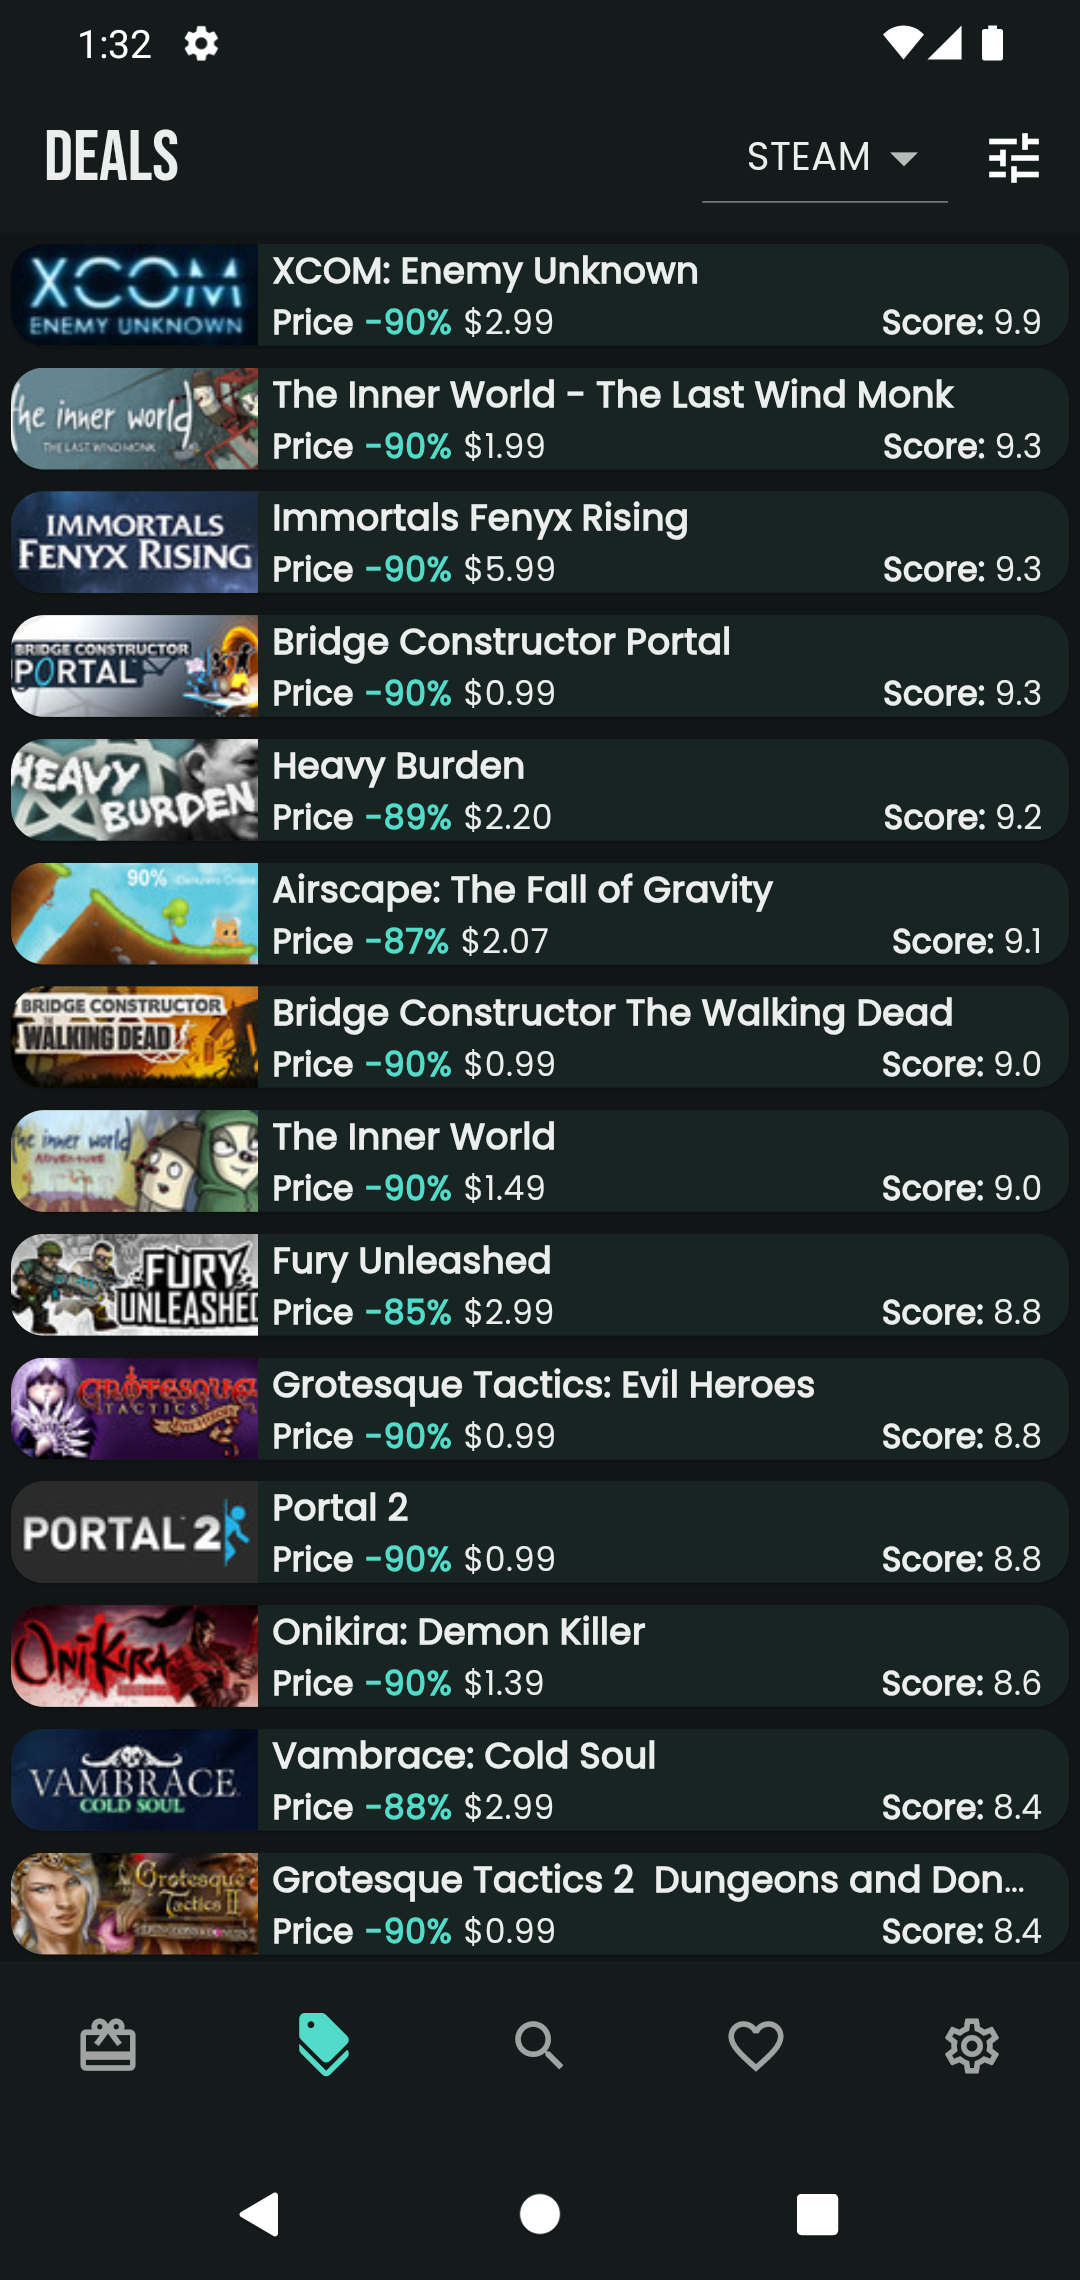 1:32
DEALS
STEAM
XCOM
ENEMY UNKNOWN
XCOM: Enemy Unknown
Price -90% $2.99
Score: 9.9
the inner world
THE LAST WIND MONK
The Inner World - The Last Wind Monk
Price -90% $1.99
Score: 9.3
IMMORTALS
FENYX RISING
Immortals Fenyx Rising
Price -90% $5.99
Score: 9.3
BRIDGE CONSTRUCTOR
PORTAL
Bridge Constructor Portal
Price -90% $0.99
Score: 9.3
HEAVY
BURDEN
Heavy Burden
Price -89% $2.20
Score: 9.2
90%
Airscape: The Fall of Gravity
Price -87% $2.07
Score: 9.1
BRIDGE CONSTRUCTOR
THE
WALKING DEAD
Bridge Constructor The Walking Dead
Price -90% $0.99
Score: 9.0
the inner world
The Inner World
Price -90% $1.49
Score: 9.0
FURY
UNLEASHED
Fury Unleashed
Price -85% $2.99
Score: 8.8
GROTESQUE
TACTICS
Grotesque Tactics: Evil Heroes
Price -90% $0.99
Score: 8.8
PORTAL 2
Portal 2
Price -90% $0.99
Score: 8.8
ONIKIRA
Onikira: Demon Killer
Price -90% $1.39
Score: 8.6
VAMBRACE
COLD SOUL
Vambrace: Cold Soul
Price -88% $2.99
Score: 8.4
Grotesque
Tactics II
Grotesque Tactics 2 Dungeons and Don...
Price -90% $0.99
Score: 8.4